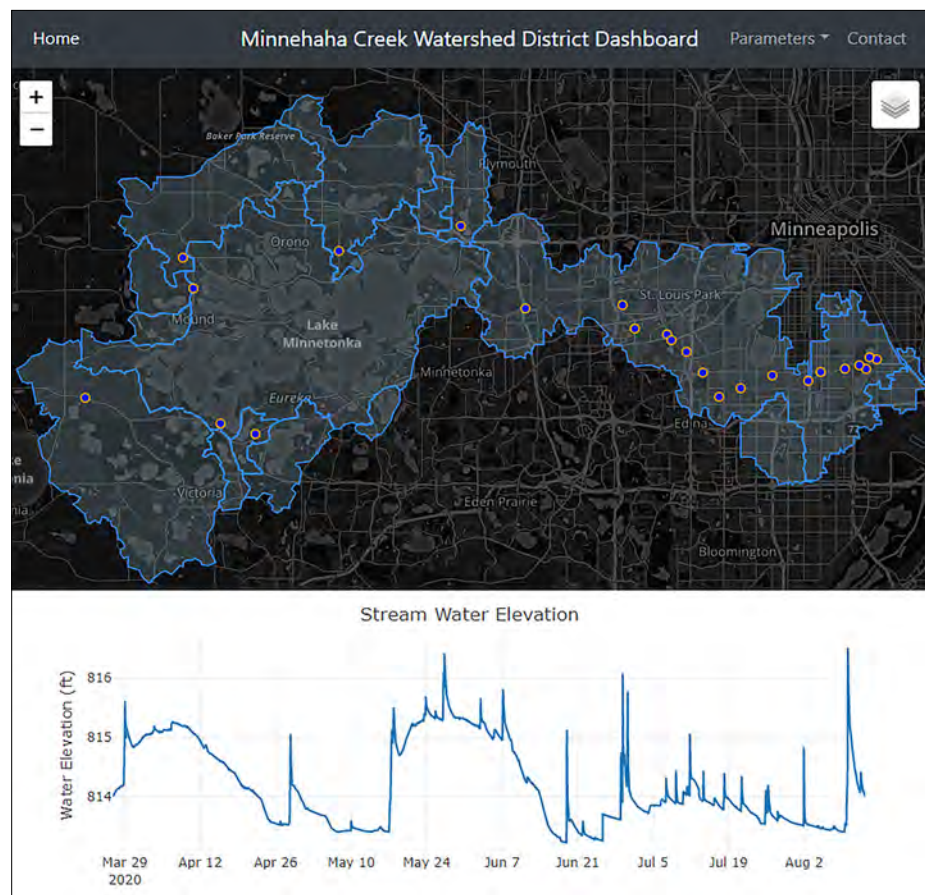 Home
Minnehaha Creek Watershed District Dashboard
Parameters
Contact
+
−
Baker Park Reserve
Plymouth
Orono
Minneapolis
St. Louis Park
Mound
Lake
Minnetonka
Minnetonka
Eureka
Edina
77
Victoria
Eden Prairie
Bloomington
Stream Water Elevation
Water Elevation (ft)
816
815
814
Mar 29
2020
Apr 12
Apr 26
May 10
May 24
Jun 7
Jun 21
Jul 5
Jul 19
Aug 2